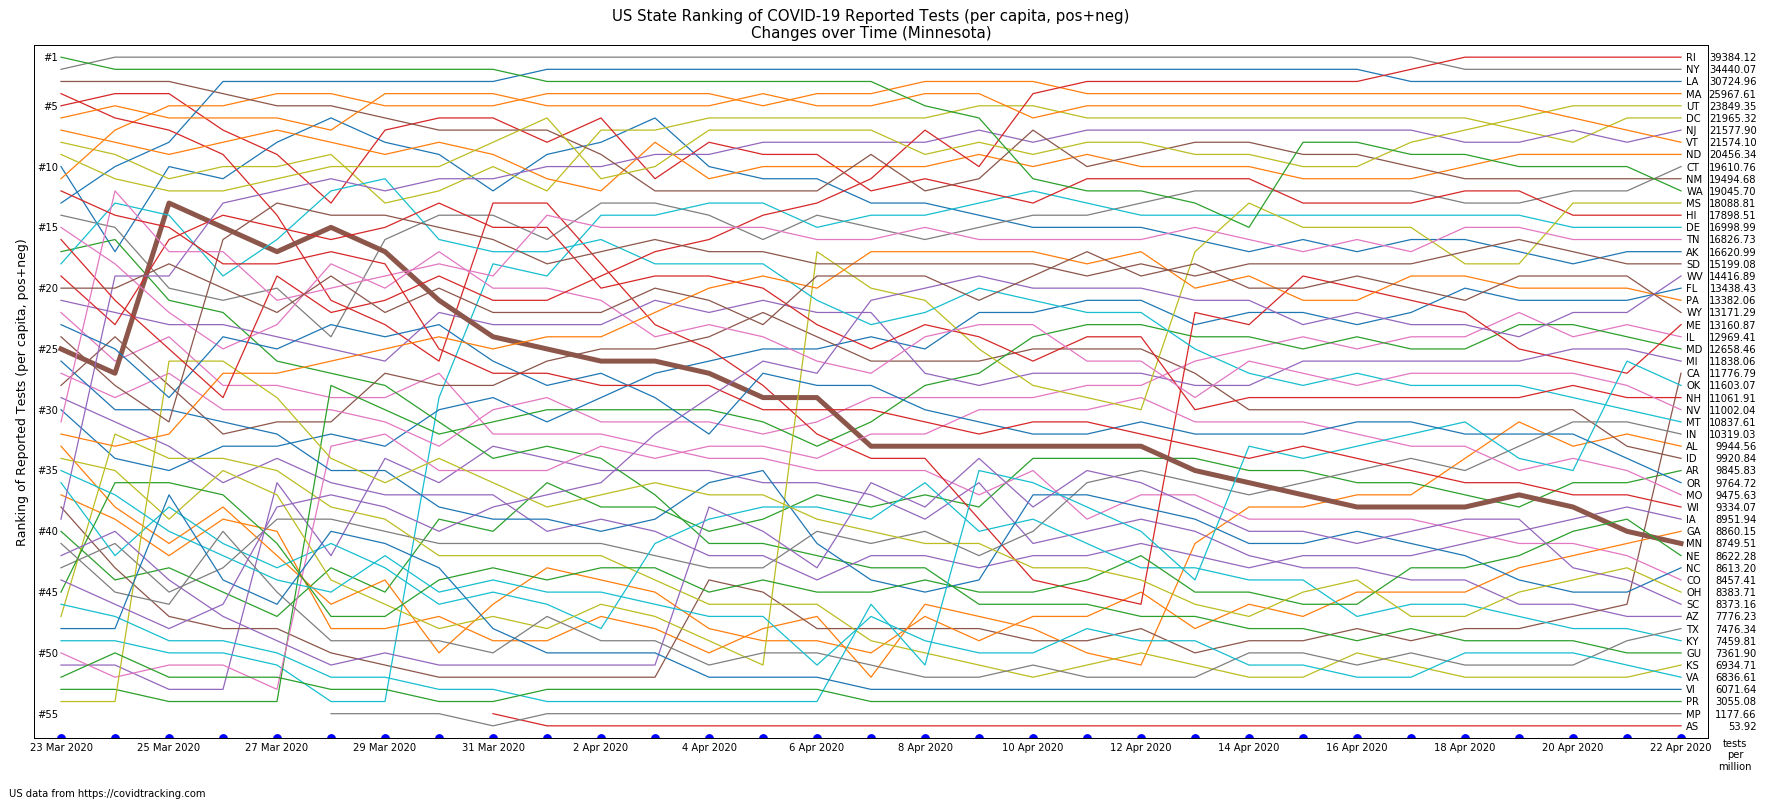 US State Ranking of COVID-19 Reported Tests (per capita, pos+neg)
Changes over Time (Minnesota)
Ranking of Reported Tests (per capita, pos+neg)
#1
#5
#10
#15
#20
#25
#30
#35
#40
#45
#50
#55
RI 39384.12
NY 34440.07
LA 30724.96
MA 25967.61
UT 23849.35
DC 21965.32
NJ 21577.90
VT 21574.10
ND 20456.34
CT 19610.76
NM 19494.68
WA 19045.70
MS 18088.81
HI 17898.51
DE 16998.99
TN 16826.73
AK 16620.99
SD 15199.08
WV 14416.89
FL 13438.43
PA 13382.06
WY 13171.29
ME 13160.87
IL 12969.41
MD 12658.46
MI 11838.06
CA 11776.79
OK 11603.07
NH 11061.91
NV 11002.04
MT 10837.61
IN 10319.03
AL 9944.56
ID 9920.84
AR 9845.83
OR 9764.72
MO 9475.63
WI 9334.07
IA 8951.94
GA 8860.15
MN 8749.51
NE 8622.28
NC 8613.20
CO 8457.41
OH 8383.71
SC 8373.16
AZ 7776.23
TX 7476.34
KY 7459.81
GU 7361.90
KS 6934.71
VA 6836.61
VI 6071.64
PR 3055.08
MP 1177.66
AS 53.92
23 Mar 2020 25 Mar 2020 27 Mar 2020 29 Mar 2020 31 Mar 2020 2 Apr 2020 4 Apr 2020 6 Apr 2020 8 Apr 2020 10 Apr 2020 12 Apr 2020 14 Apr 2020 16 Apr 2020 18 Apr 2020 20 Apr 2020 22 Apr 2020
tests
per
million
US data from https://covidtracking.com